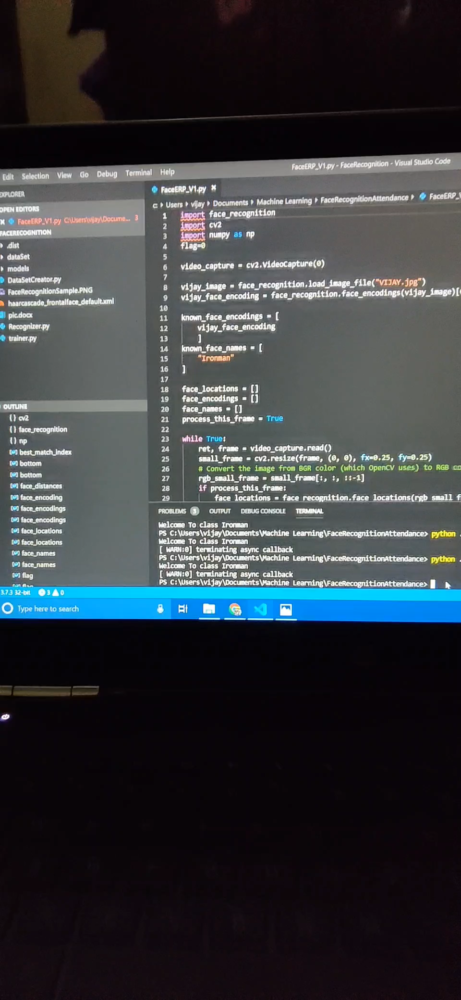 Edit Selection View Go Debug Terminal Help
FaceERP_V1.py - FaceRecognition - Visual Studio Code
EXPLORER
OPEN EDITORS
FaceERP_V1.py C:\Users\vijay\Docume... 3
FACERECOGNITION
.dist
dataSet
models
DataSetCreator.py
FaceRecognitionSample.PNG
haarcascade_frontalface_default.xml
pic.docx
Recognizer.py
trainer.py
OUTLINE
{} cv2
{} face_recognition
{} np
best_match_index
bottom
bottom
face_distances
face_encoding
face_encodings
face_encodings
face_locations
face_locations
face_names
face_names
flag
flag
FaceERP_V1.py
C: Users vijay Documents Machine Learning FaceRecognitionAttendance
1 import face_recognition
2 import cv2
3 import numpy as np
4 flag=0
5
6 video_capture = cv2.VideoCapture(0)
7
8 vijay_image = face_recognition.load_image_file("VIJAY.jpg")
9 vijay_face_encoding = face_recognition.face_encodings(vijay_image)[
10
11 known_face_encodings = [
12 vijay_face_encoding
13 ]
14 known_face_names = [
15 "Ironman"
16 ]
17
18 face_locations = []
19 face_encodings = []
20 face_names = []
21 process_this_frame = True
22
23 while True:
24 ret, frame = video_capture.read()
25 small_frame = cv2.resize(frame, (0, 0), fx=0.25, fy=0.25)
26 # Convert the image from BGR color (which OpenCV uses) to RGB
27 rgb_small_frame = small_frame[:, :, ::-1]
28 if process_this_frame:
29 face_locations = face_recognition.face_locations(rgb_small_f
PROBLEMS 3 OUTPUT DEBUG CONSOLE TERMINAL
Welcome To class Ironman
PS C:\Users\vijay\Documents\Machine Learning\FaceRecognitionAttendance> python .
Welcome To class Ironman
[ WARN:0] terminating async callback
PS C:\Users\vijay\Documents\Machine Learning\FaceRecognitionAttendance> python .
Welcome To class Ironman
[ WARN:0] terminating async callback
PS C:\Users\vijay\Documents\Machine Learning\FaceRecognitionAttendance>
3.7.3 32-bit 3 0
Type here to search